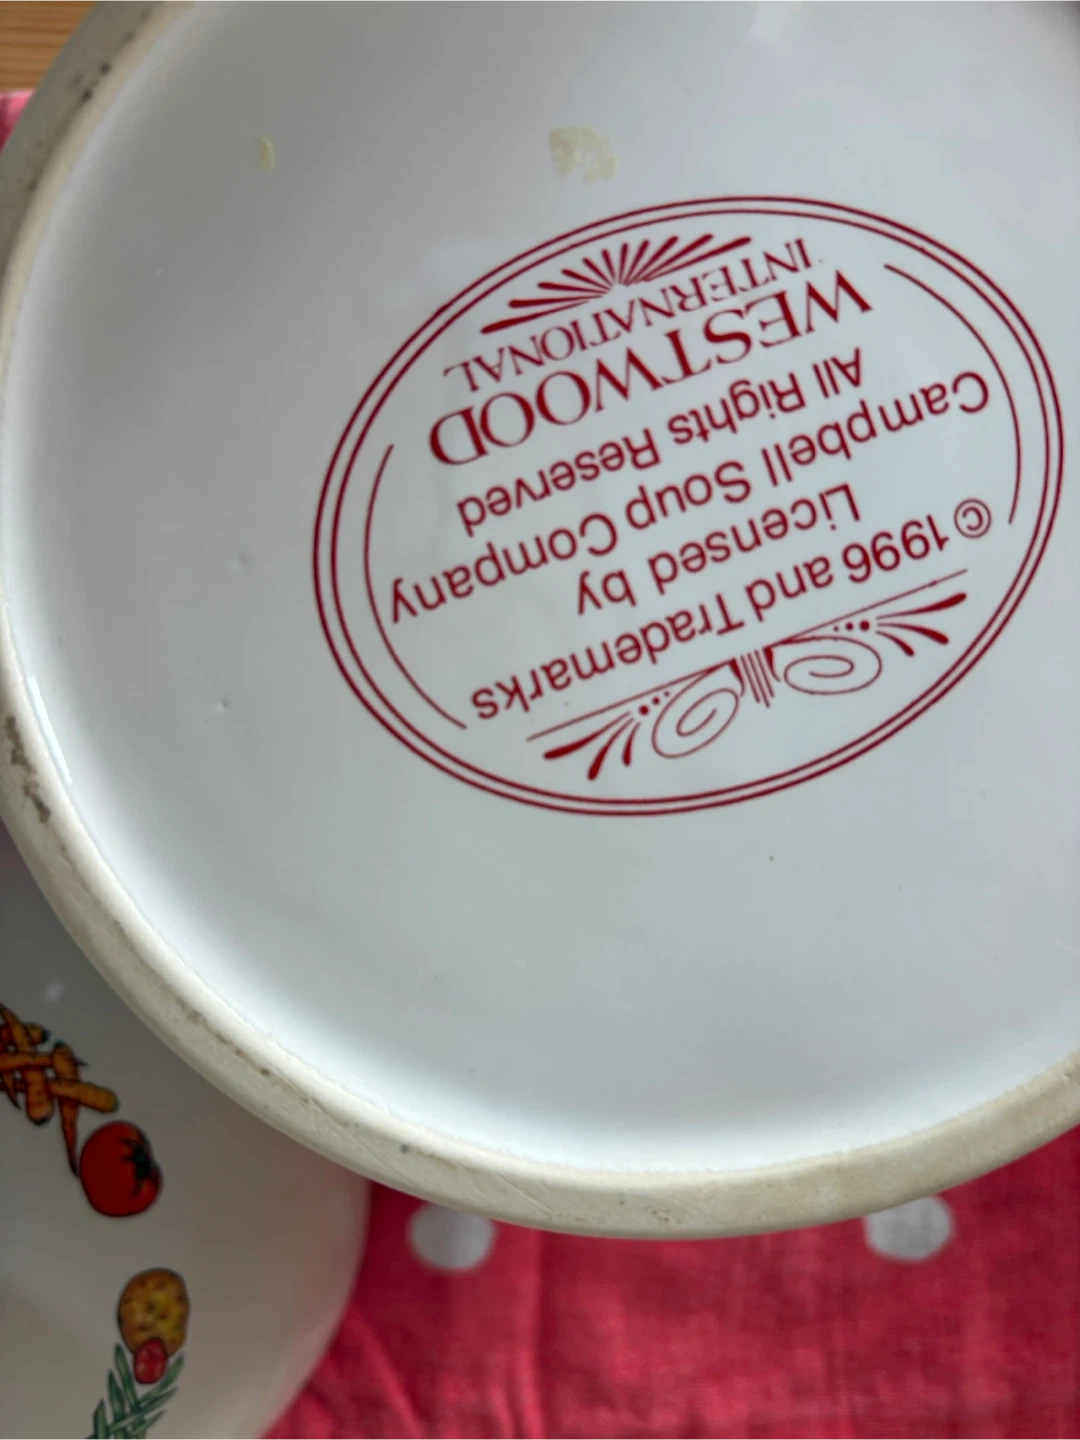 © 1996 and Trademarks
Licensed by
Campbell Soup Company
All Rights Reserved
WESTWOOD
INTERNATIONAL